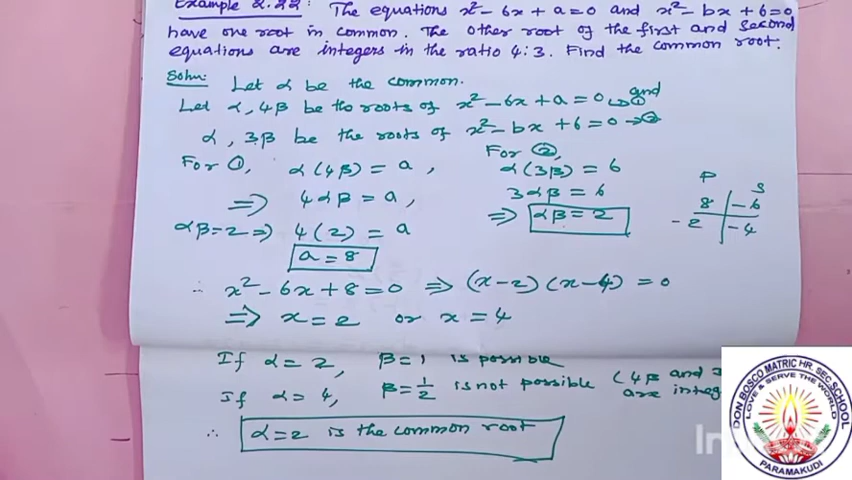 Example 2.22: The equations x²-6x+a=0 and x²-bx+6=0
have one root in common. The other root of the first and second
equations are integers in the ratio 4:3. Find the common root.
Soln: Let α be the common.
Let α, 4β be the roots of x²-6x+a=0 →① and
α, 3β be the roots of x²-bx+6=0 →②
For ①, α(4β) = a,
⇒ 4αβ = a,
αβ=2 ⇒ 4(2) = a
a = 8
For ②,
α(3β) = 6
3αβ = 6
⇒ αβ = 2
P S
8 -6
-2 -4
∴ x²-6x+8=0 ⇒ (x-2)(x-4)=0
⇒ x=2 or x=4
If α=2, β=1 is possible
If α=4, β=1/2 is not possible (4β and 3
are integ
∴ α=2 is the common root
DON BOSCO MATRIC HR. SEC. SCHOOL
LOVE & SERVE THE WORLD
PARAMAKUDI